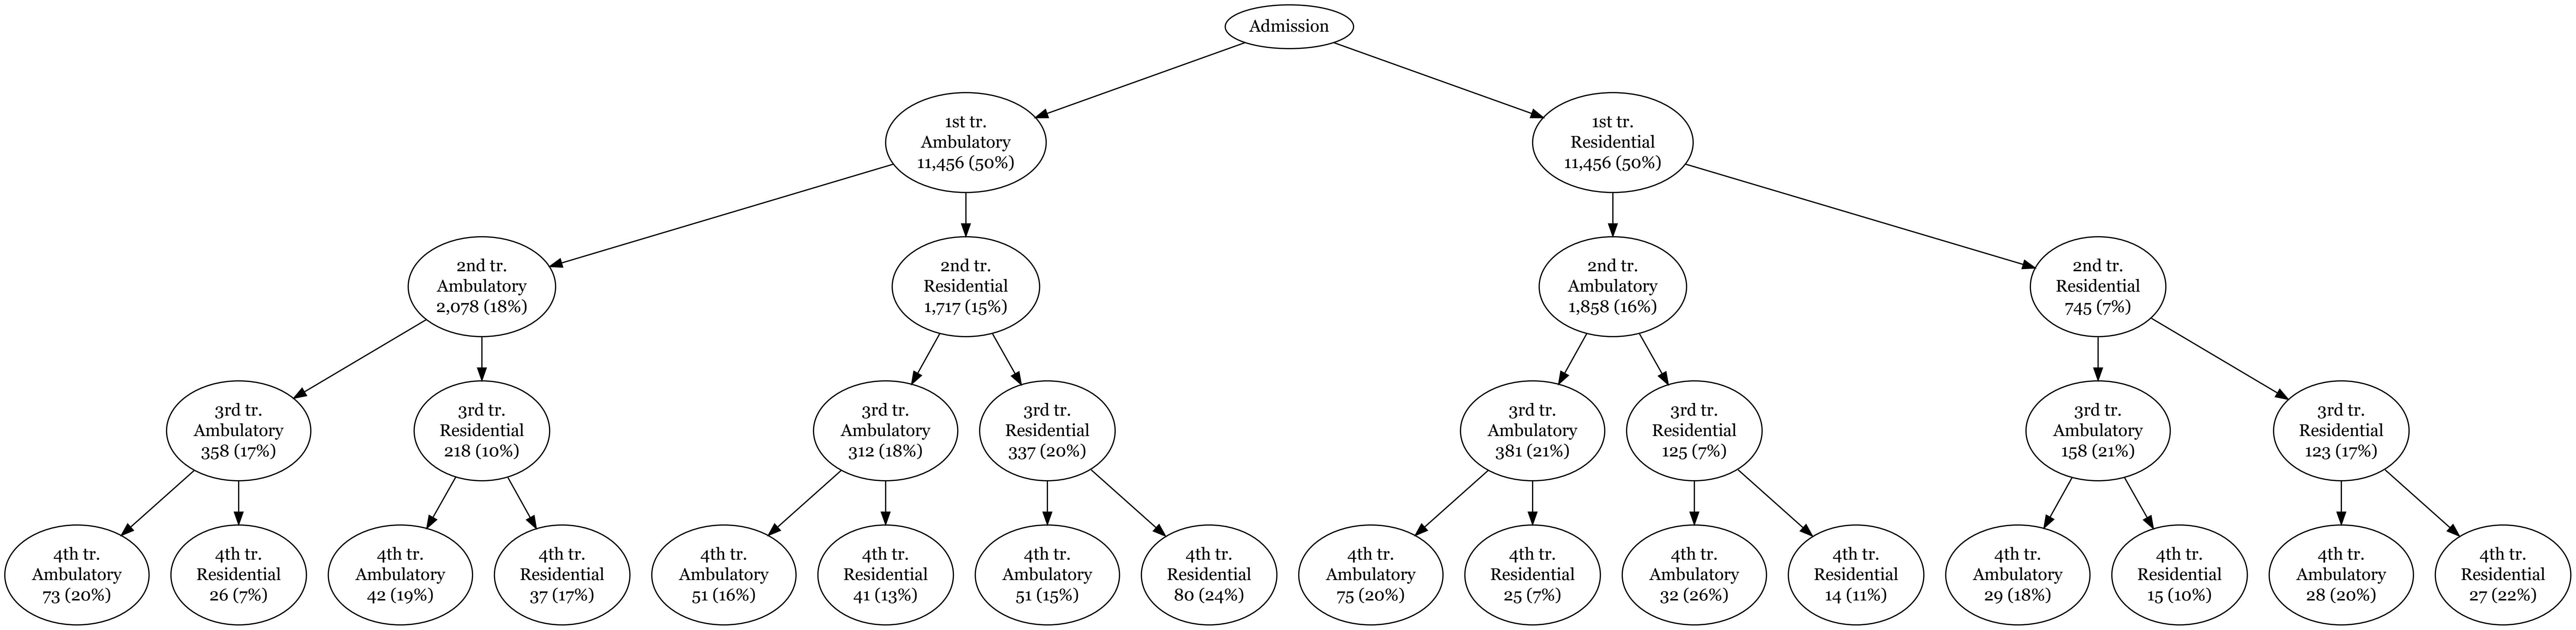 Admission
1st tr.
Ambulatory
11,456 (50%)
1st tr.
Residential
11,456 (50%)
2nd tr.
Ambulatory
2,078 (18%)
2nd tr.
Residential
1,717 (15%)
2nd tr.
Ambulatory
1,858 (16%)
2nd tr.
Residential
745 (7%)
3rd tr.
Ambulatory
358 (17%)
3rd tr.
Residential
218 (10%)
3rd tr.
Ambulatory
312 (18%)
3rd tr.
Residential
337 (20%)
3rd tr.
Ambulatory
381 (21%)
3rd tr.
Residential
125 (7%)
3rd tr.
Ambulatory
158 (21%)
3rd tr.
Residential
123 (17%)
4th tr.
Ambulatory
73 (20%)
4th tr.
Residential
26 (7%)
4th tr.
Ambulatory
42 (19%)
4th tr.
Residential
37 (17%)
4th tr.
Ambulatory
51 (16%)
4th tr.
Residential
41 (13%)
4th tr.
Ambulatory
51 (15%)
4th tr.
Residential
80 (24%)
4th tr.
Ambulatory
75 (20%)
4th tr.
Residential
25 (7%)
4th tr.
Ambulatory
32 (26%)
4th tr.
Residential
14 (11%)
4th tr.
Ambulatory
29 (18%)
4th tr.
Residential
15 (10%)
4th tr.
Ambulatory
28 (20%)
4th tr.
Residential
27 (22%)